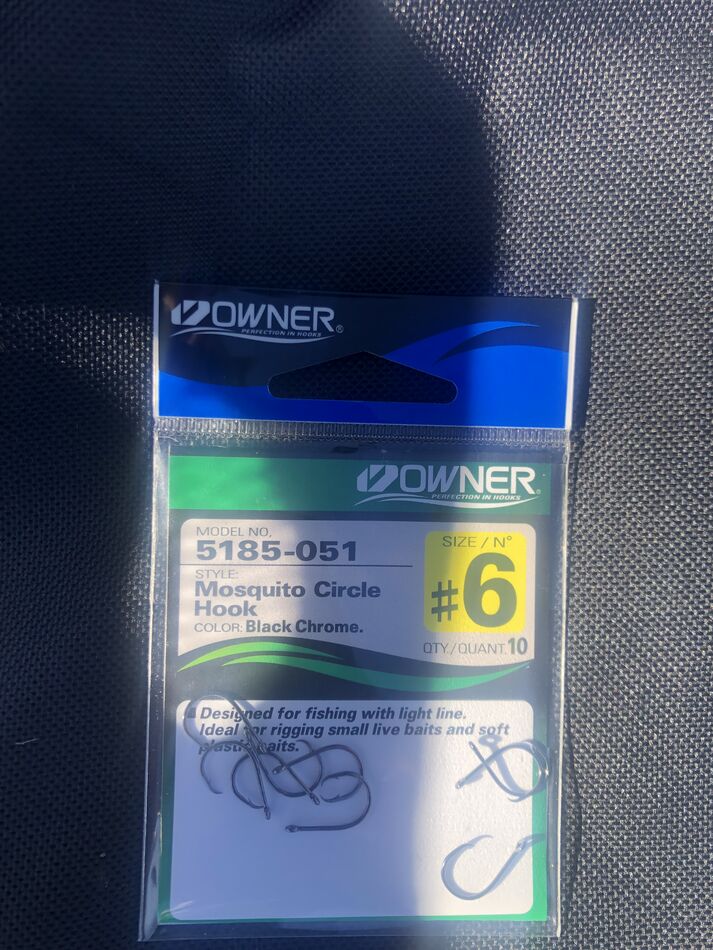 OWNER®
PERFECTION IN HOOKS
OWNER®
PERFECTION IN HOOKS
MODEL NO.
5185-051
STYLE:
Mosquito Circle
Hook
COLOR: Black Chrome.
SIZE / N°
#6
QTY./QUANT. 10
Designed for fishing with light line.
Ideal for rigging small live baits and soft
plastic baits.